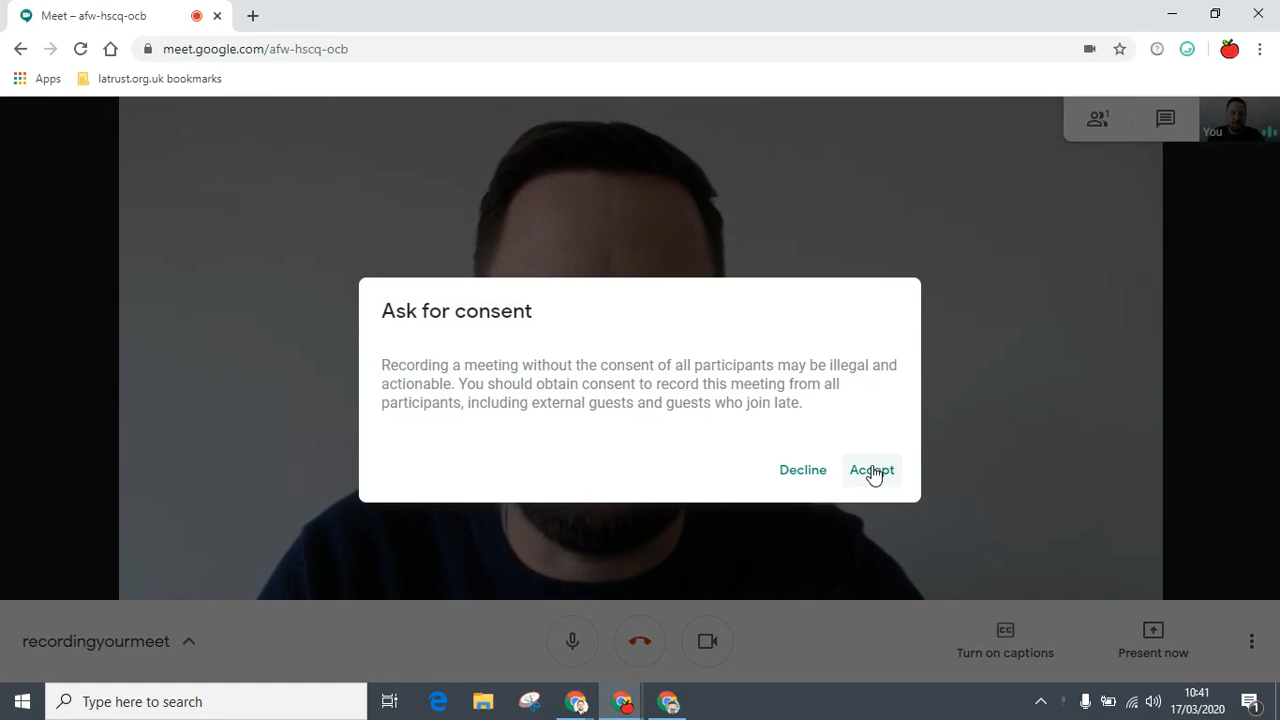 Meet – afw-hscq-ocb
meet.google.com/afw-hscq-ocb
Apps
latrust.org.uk bookmarks
1
You
Ask for consent
Recording a meeting without the consent of all participants may be illegal and
actionable. You should obtain consent to record this meeting from all
participants, including external guests and guests who join late.
Decline Accept
recordingyourmeet
CC
Turn on captions
Present now
Type here to search
10:41
17/03/2020
1